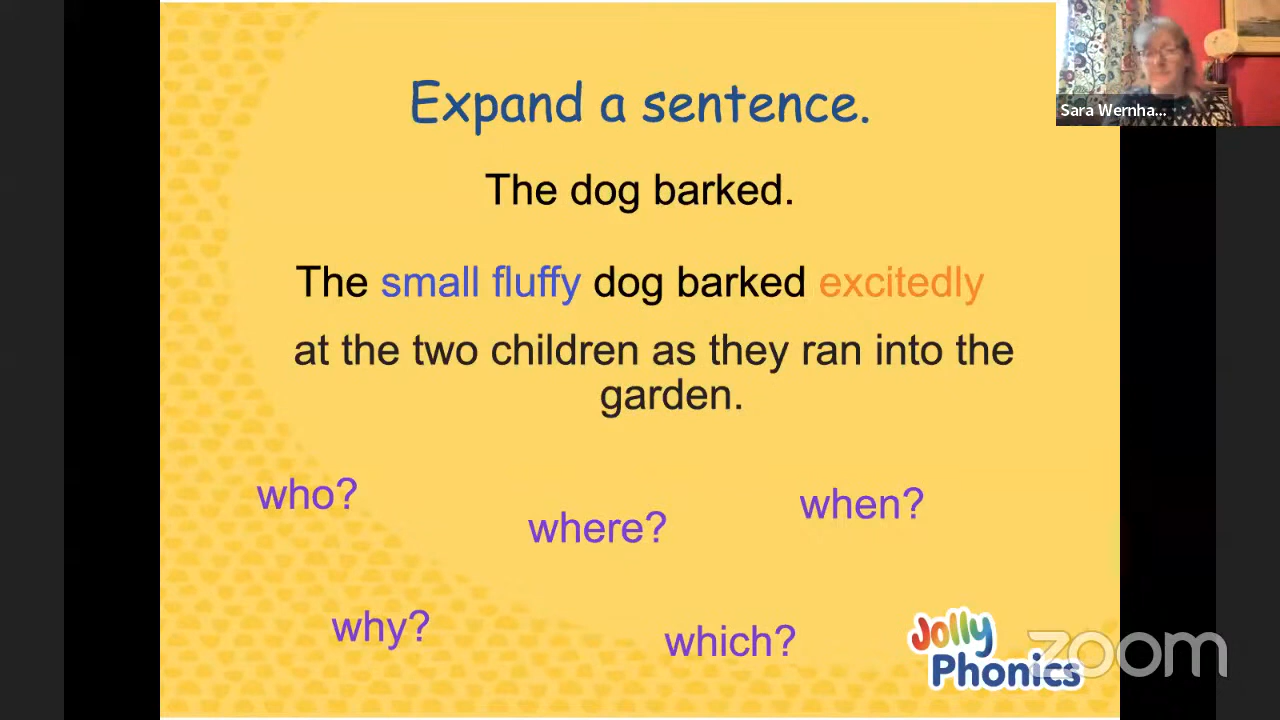 Expand a sentence.
Sara Wernha...
The dog barked.
The small fluffy dog barked excitedly
at the two children as they ran into the
garden.
who?
where?
when?
why?
which?
Jolly
Phonics
zoom